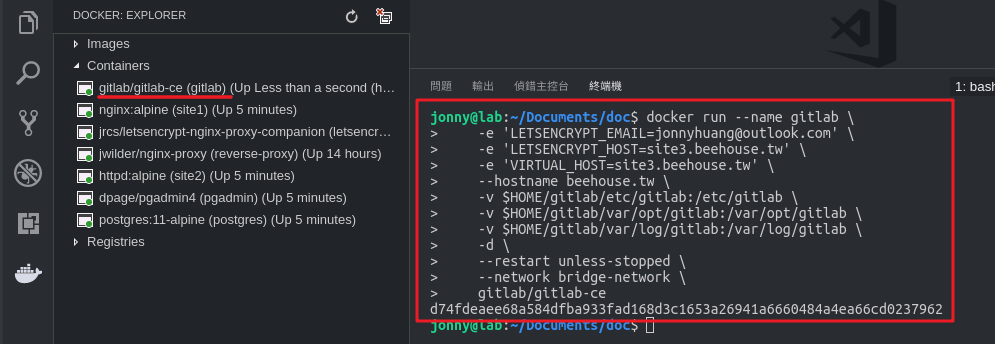 DOCKER: EXPLORER
Images
Containers
gitlab/gitlab-ce (gitlab) (Up Less than a second (h…
nginx:alpine (site1) (Up 5 minutes)
jrcs/letsencrypt-nginx-proxy-companion (letsencr…
jwilder/nginx-proxy (reverse-proxy) (Up 14 hours)
httpd:alpine (site2) (Up 5 minutes)
dpage/pgadmin4 (pgadmin) (Up 5 minutes)
postgres:11-alpine (postgres) (Up 5 minutes)
Registries
問題 輸出 偵錯主控台 終端機 1: bash
jonny@lab:~/Documents/doc$ docker run --name gitlab \
> -e 'LETSENCRYPT_EMAIL=jonnyhuang@outlook.com' \
> -e 'LETSENCRYPT_HOST=site3.beehouse.tw' \
> -e 'VIRTUAL_HOST=site3.beehouse.tw' \
> --hostname beehouse.tw \
> -v $HOME/gitlab/etc/gitlab:/etc/gitlab \
> -v $HOME/gitlab/var/opt/gitlab:/var/opt/gitlab \
> -v $HOME/gitlab/var/log/gitlab:/var/log/gitlab \
> -d \
> --restart unless-stopped \
> --network bridge-network \
> gitlab/gitlab-ce
d74fdeaee68a584dfba933fad168d3c1653a26941a6660484a4ea66cd0237962
jonny@lab:~/Documents/doc$